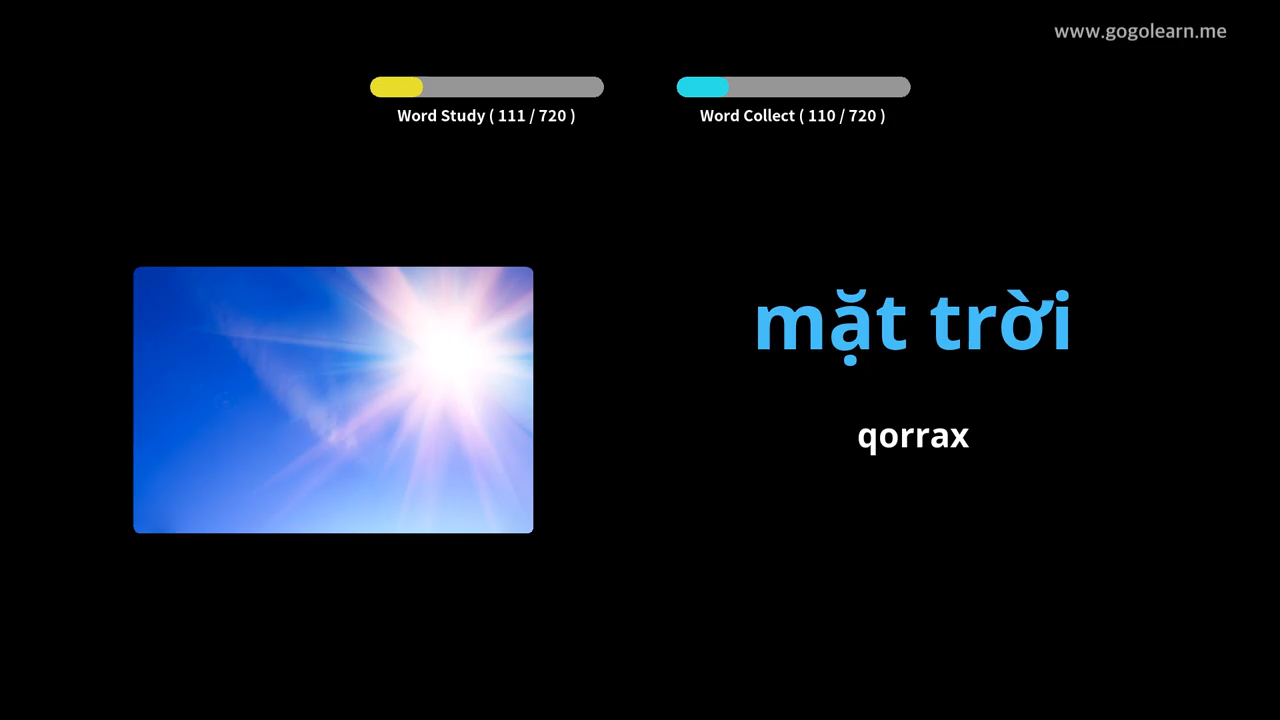 www.gogolearn.me
Word Study ( 111 / 720 )
Word Collect ( 110 / 720 )
mặt trời
qorrax